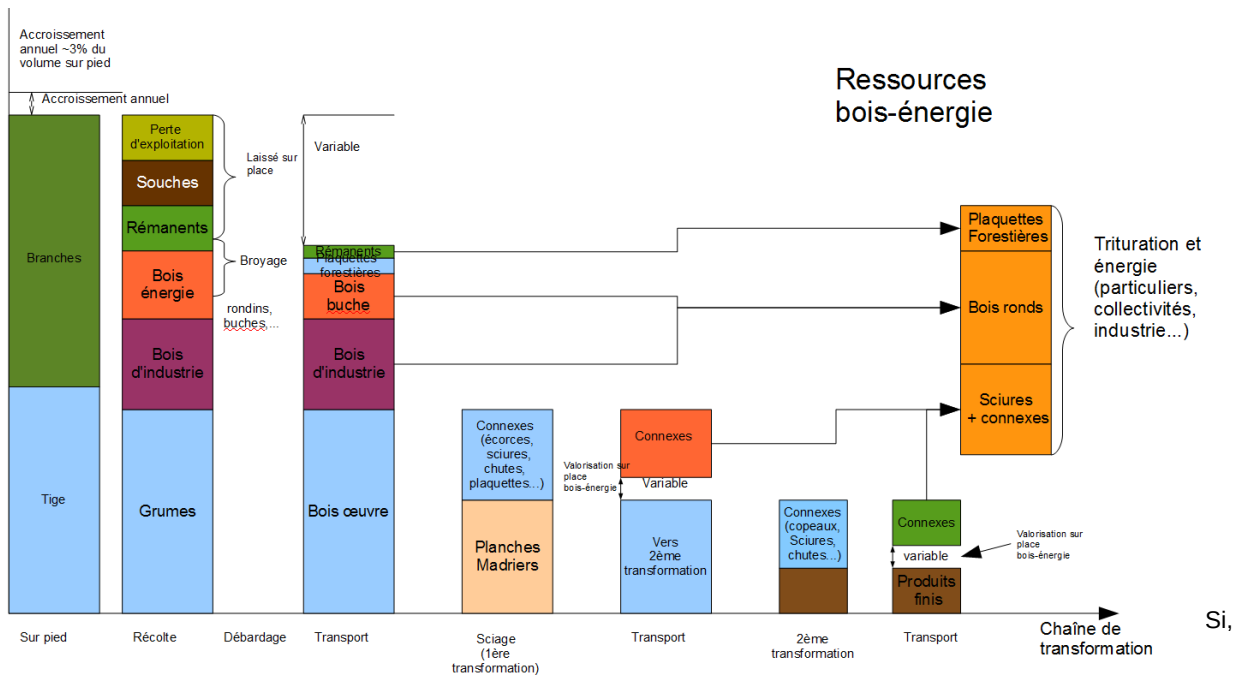 Accroissement
annuel ~3% du
volume sur pied
Accroissement annuel
Ressources
bois-énergie
Branches
Tige
Perte
d'exploitation
Souches
Rémanents
Bois
énergie
Bois
d'industrie
Grumes
Laissé sur
place
Broyage
rondins,
buches,...
Variable
Rémanents
Plaquettes
forestières
Bois
buche
Bois
d'industrie
Bois œuvre
Connexes
(écorces,
sciures,
chutes,
plaquettes...)
Planches
Madriers
Valorisation sur
place
bois-énergie
Connexes
Variable
Vers
2ème
transformation
Connexes
(copeaux,
Sciures,
chutes...)
Connexes
variable
Produits
finis
Valorisation sur
place
bois-énergie
Plaquettes
Forestières
Bois ronds
Sciures
+ connexes
Trituration et
énergie
(particuliers,
collectivités,
industrie...)
Sur pied
Récolte
Débardage
Transport
Sciage
(1ère
transformation)
Transport
2ème
transformation
Transport
Chaîne de
transformation
Si,